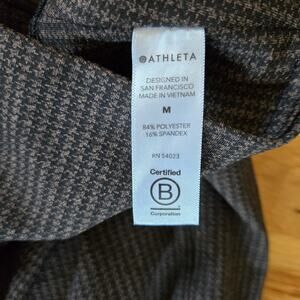 ATHLETA
DESIGNED IN
SAN FRANCISCO
MADE IN VIETNAM
M
84% POLYESTER
16% SPANDEX
RN 54023
Certified
B
Corporation